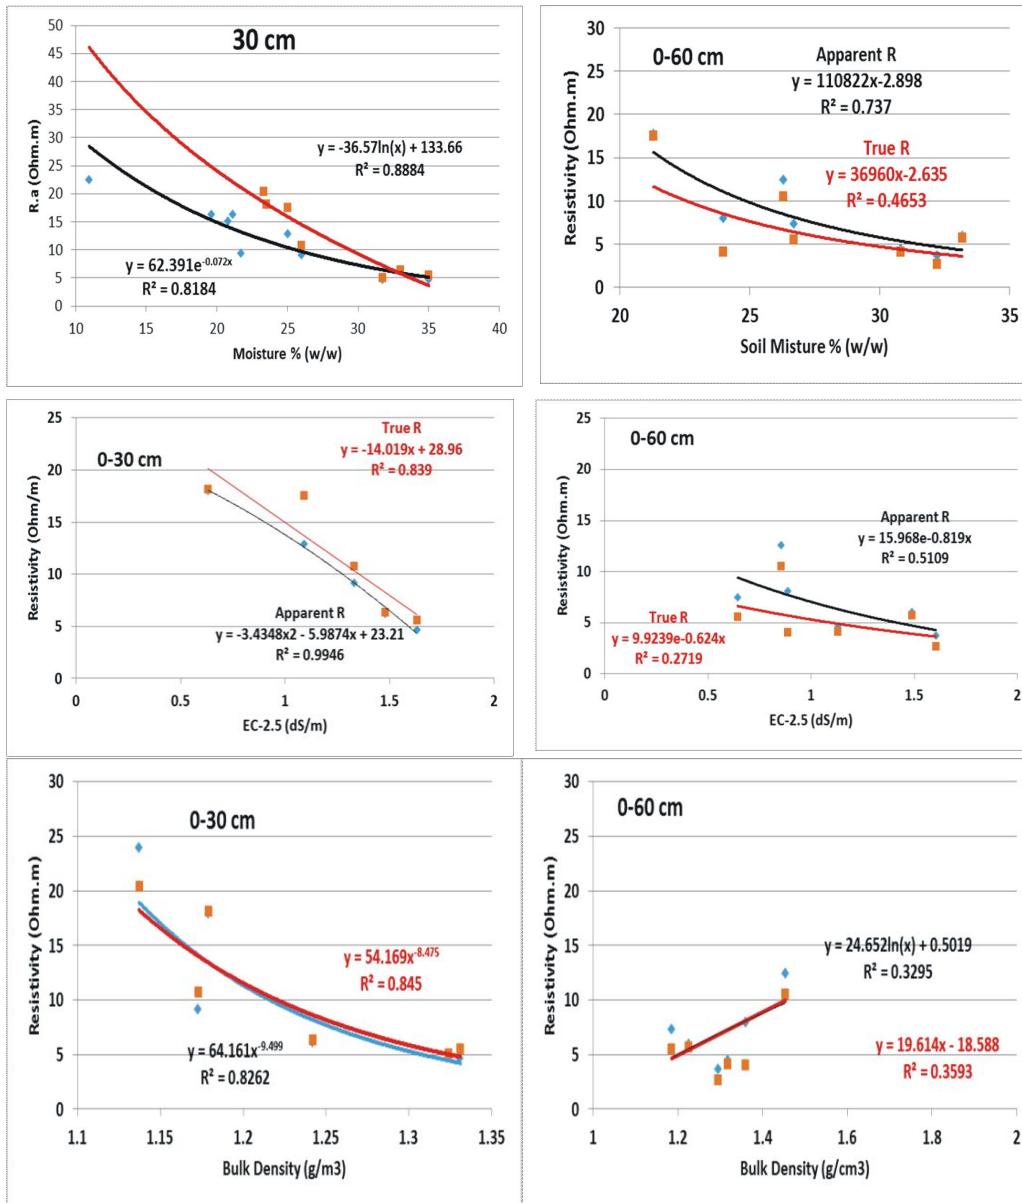 30 cm
50
45
40
35
30
25
20
15
10
5
0
R.a (Ohm.m)
y = -36.57ln(x) + 133.66
R² = 0.8884
y = 62.391e-0.072x
R² = 0.8184
10 15 20 25 30 35 40
Moisture % (w/w)
0-60 cm
30
25
20
15
10
5
0
Resistivity (Ohm.m)
Apparent R
y = 110822x-2.898
R² = 0.737
True R
y = 36960x-2.635
R² = 0.4653
20 25 30 35
Soil Misture % (w/w)
0-30 cm
25
20
15
10
5
0
Resistivity (Ohm/m)
True R
y = -14.019x + 28.96
R² = 0.839
Apparent R
y = -3.4348x2 - 5.9874x + 23.21
R² = 0.9946
0 0.5 1 1.5 2
EC-2.5 (dS/m)
0-60 cm
25
20
15
10
5
0
Resistivity (Ohm.m)
Apparent R
y = 15.968e-0.819x
R² = 0.5109
True R
y = 9.9239e-0.624x
R² = 0.2719
0 0.5 1 1.5 2
EC-2.5 (dS/m)
0-30 cm
30
25
20
15
10
5
0
Resistivity (Ohm.m)
y = 54.169x-8.475
R² = 0.845
y = 64.161x-9.499
R² = 0.8262
1.1 1.15 1.2 1.25 1.3 1.35
Bulk Density (g/m3)
0-60 cm
30
25
20
15
10
5
0
Resistivity (Ohm.m)
y = 24.652ln(x) + 0.5019
R² = 0.3295
y = 19.614x - 18.588
R² = 0.3593
1 1.2 1.4 1.6 1.8 2
Bulk Density (g/cm3)